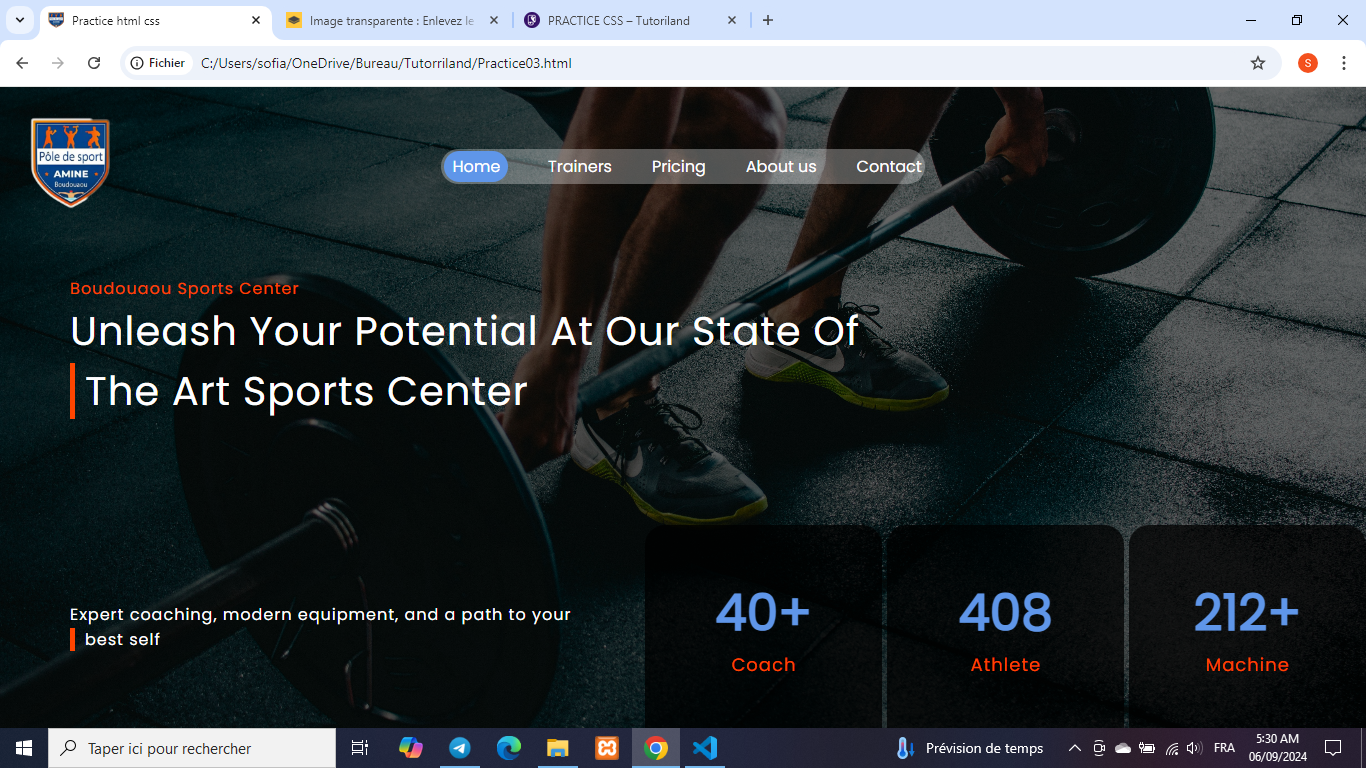 Practice html css
Image transparente : Enlevez le
PRACTICE CSS – Tutoriland
Fichier
C:/Users/sofia/OneDrive/Bureau/Tutorriland/Practice03.html
S
Pôle de sport
AMINE
Boudouaou
Home
Trainers
Pricing
About us
Contact
Boudouaou Sports Center
Unleash Your Potential At Our State Of
The Art Sports Center
Expert coaching, modern equipment, and a path to your
best self
40+
Coach
408
Athlete
212+
Machine
Taper ici pour rechercher
Prévision de temps
FRA
5:30 AM
06/09/2024